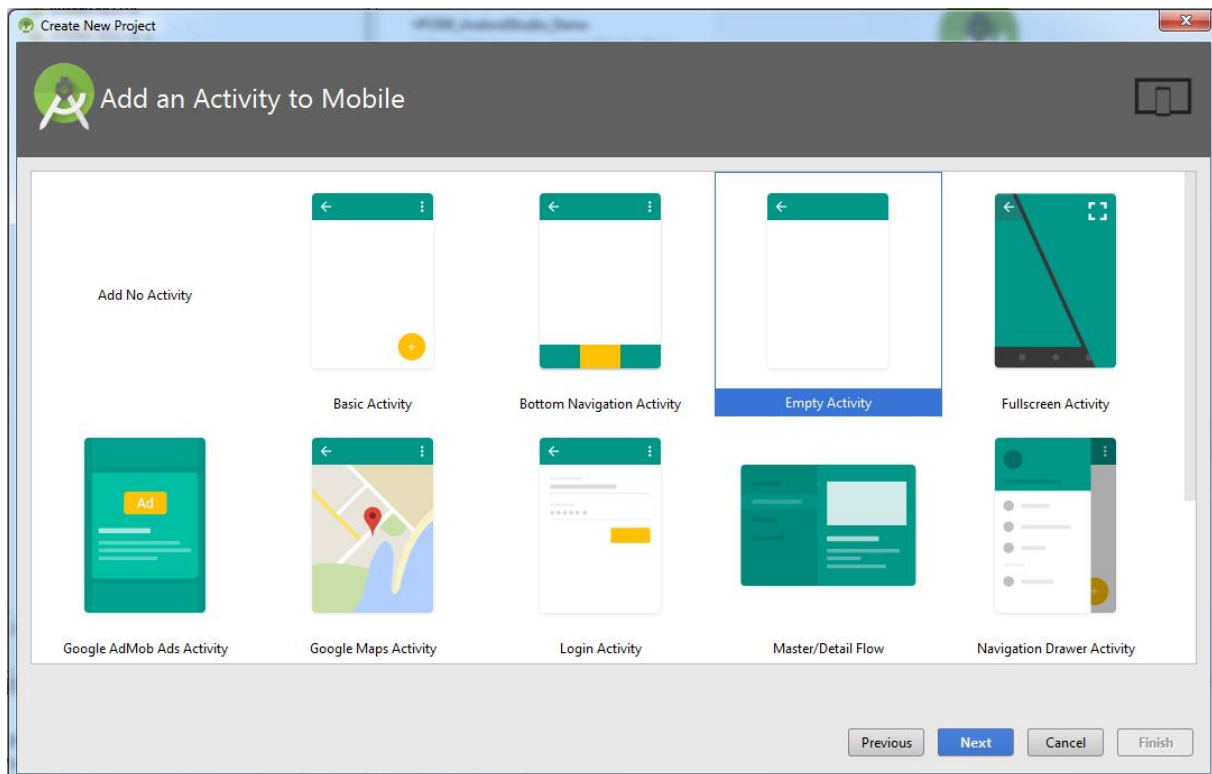 Create New Project
Add an Activity to Mobile
Add No Activity
Basic Activity
Bottom Navigation Activity
Empty Activity
Fullscreen Activity
Ad
Google AdMob Ads Activity
Google Maps Activity
Login Activity
Master/Detail Flow
Navigation Drawer Activity
Previous
Next
Cancel
Finish